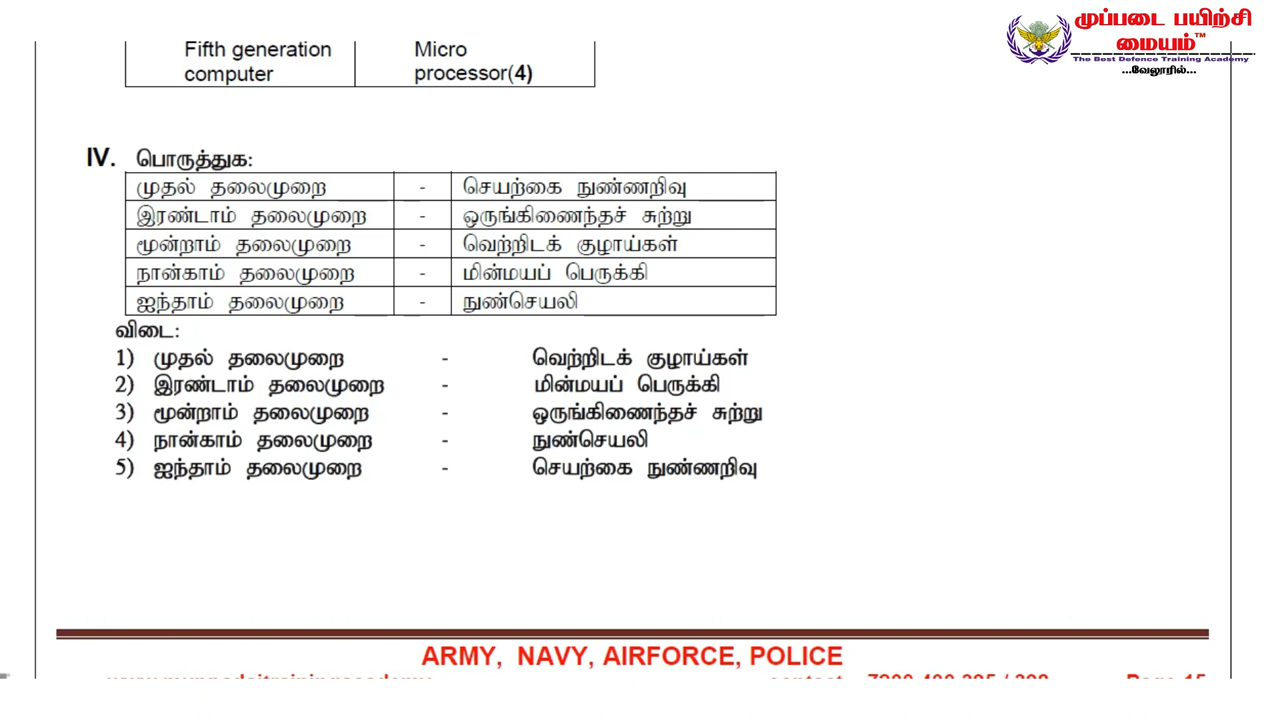 முப்படை பயிற்சி
மையம்™
The Best Defence Training Academy
...வேலூரில்...
Fifth generation computer Micro processor(4)
IV. பொருத்துக:
முதல் தலைமுறை - செயற்கை நுண்ணறிவு
இரண்டாம் தலைமுறை - ஒருங்கிணைந்தச் சுற்று
மூன்றாம் தலைமுறை - வெற்றிடக் குழாய்கள்
நான்காம் தலைமுறை - மின்மயப் பெருக்கி
ஐந்தாம் தலைமுறை - நுண்செயலி
விடை:
1) முதல் தலைமுறை - வெற்றிடக் குழாய்கள்
2) இரண்டாம் தலைமுறை - மின்மயப் பெருக்கி
3) மூன்றாம் தலைமுறை - ஒருங்கிணைந்தச் சுற்று
4) நான்காம் தலைமுறை - நுண்செயலி
5) ஐந்தாம் தலைமுறை - செயற்கை நுண்ணறிவு
ARMY, NAVY, AIRFORCE, POLICE